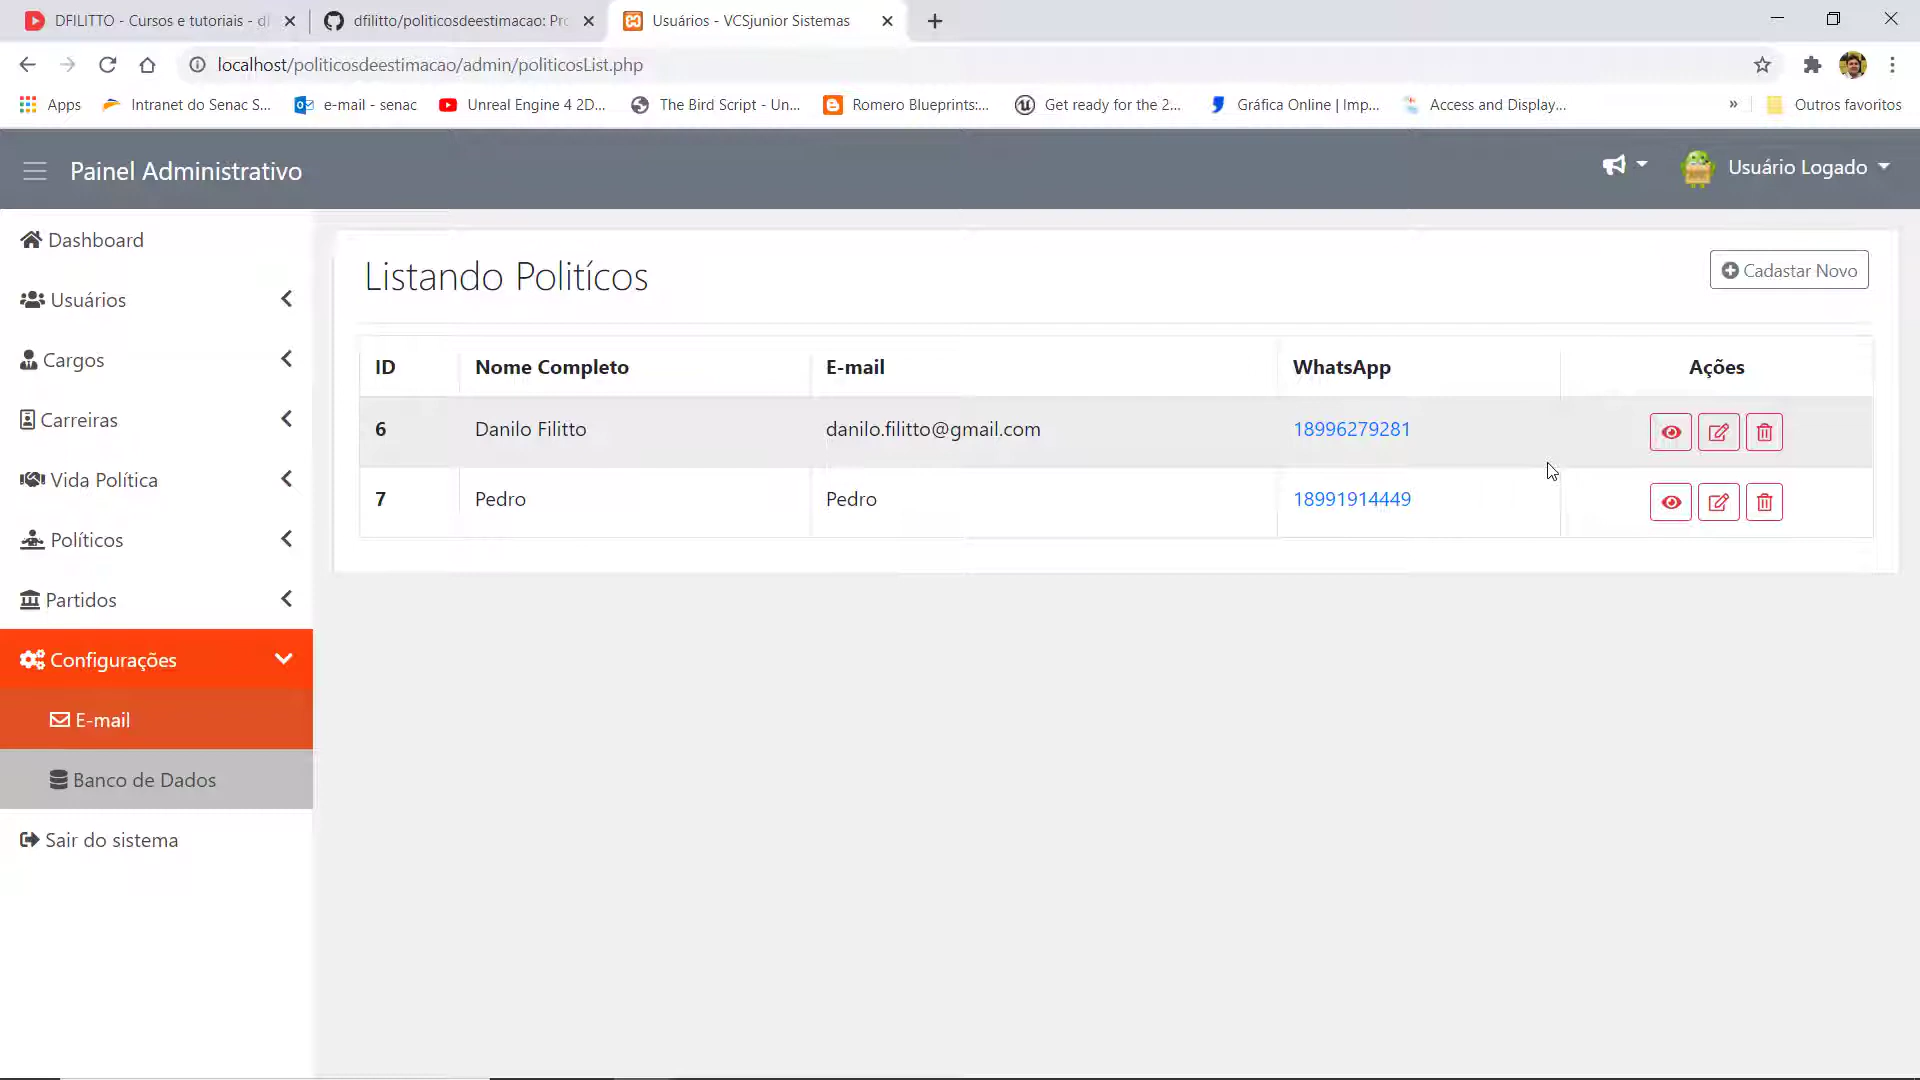 DFILITTO - Cursos e tutoriais - di
dfilitto/politicosdeestimacao: Pro
Usuários - VCSjunior Sistemas
localhost/politicosdeestimacao/admin/politicosList.php
Apps
Intranet do Senac S...
e-mail - senac
Unreal Engine 4 2D...
The Bird Script - Un...
Romero Blueprints:...
Get ready for the 2...
Gráfica Online | Imp...
Access and Display...
»
Outros favoritos
Painel Administrativo
Usuário Logado
Dashboard
Usuários
Cargos
Carreiras
Vida Política
Políticos
Partidos
Configurações
E-mail
Banco de Dados
Sair do sistema
Listando Politícos
Cadastar Novo
ID Nome Completo E-mail WhatsApp Ações
6 Danilo Filitto danilo.filitto@gmail.com 18996279281
7 Pedro Pedro 18991914449